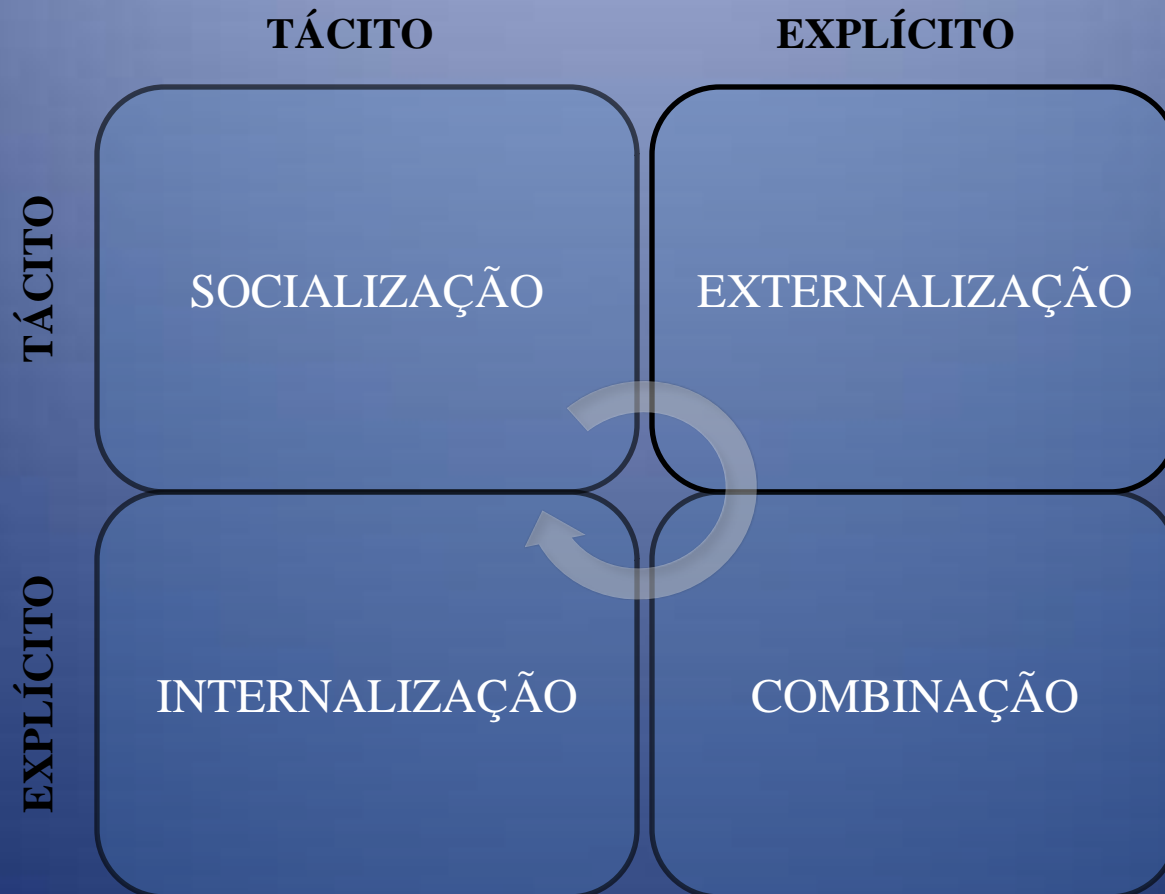 TÁCITO
EXPLÍCITO
TÁCITO
SOCIALIZAÇÃO
EXTERNALIZAÇÃO
EXPLÍCITO
INTERNALIZAÇÃO
COMBINAÇÃO